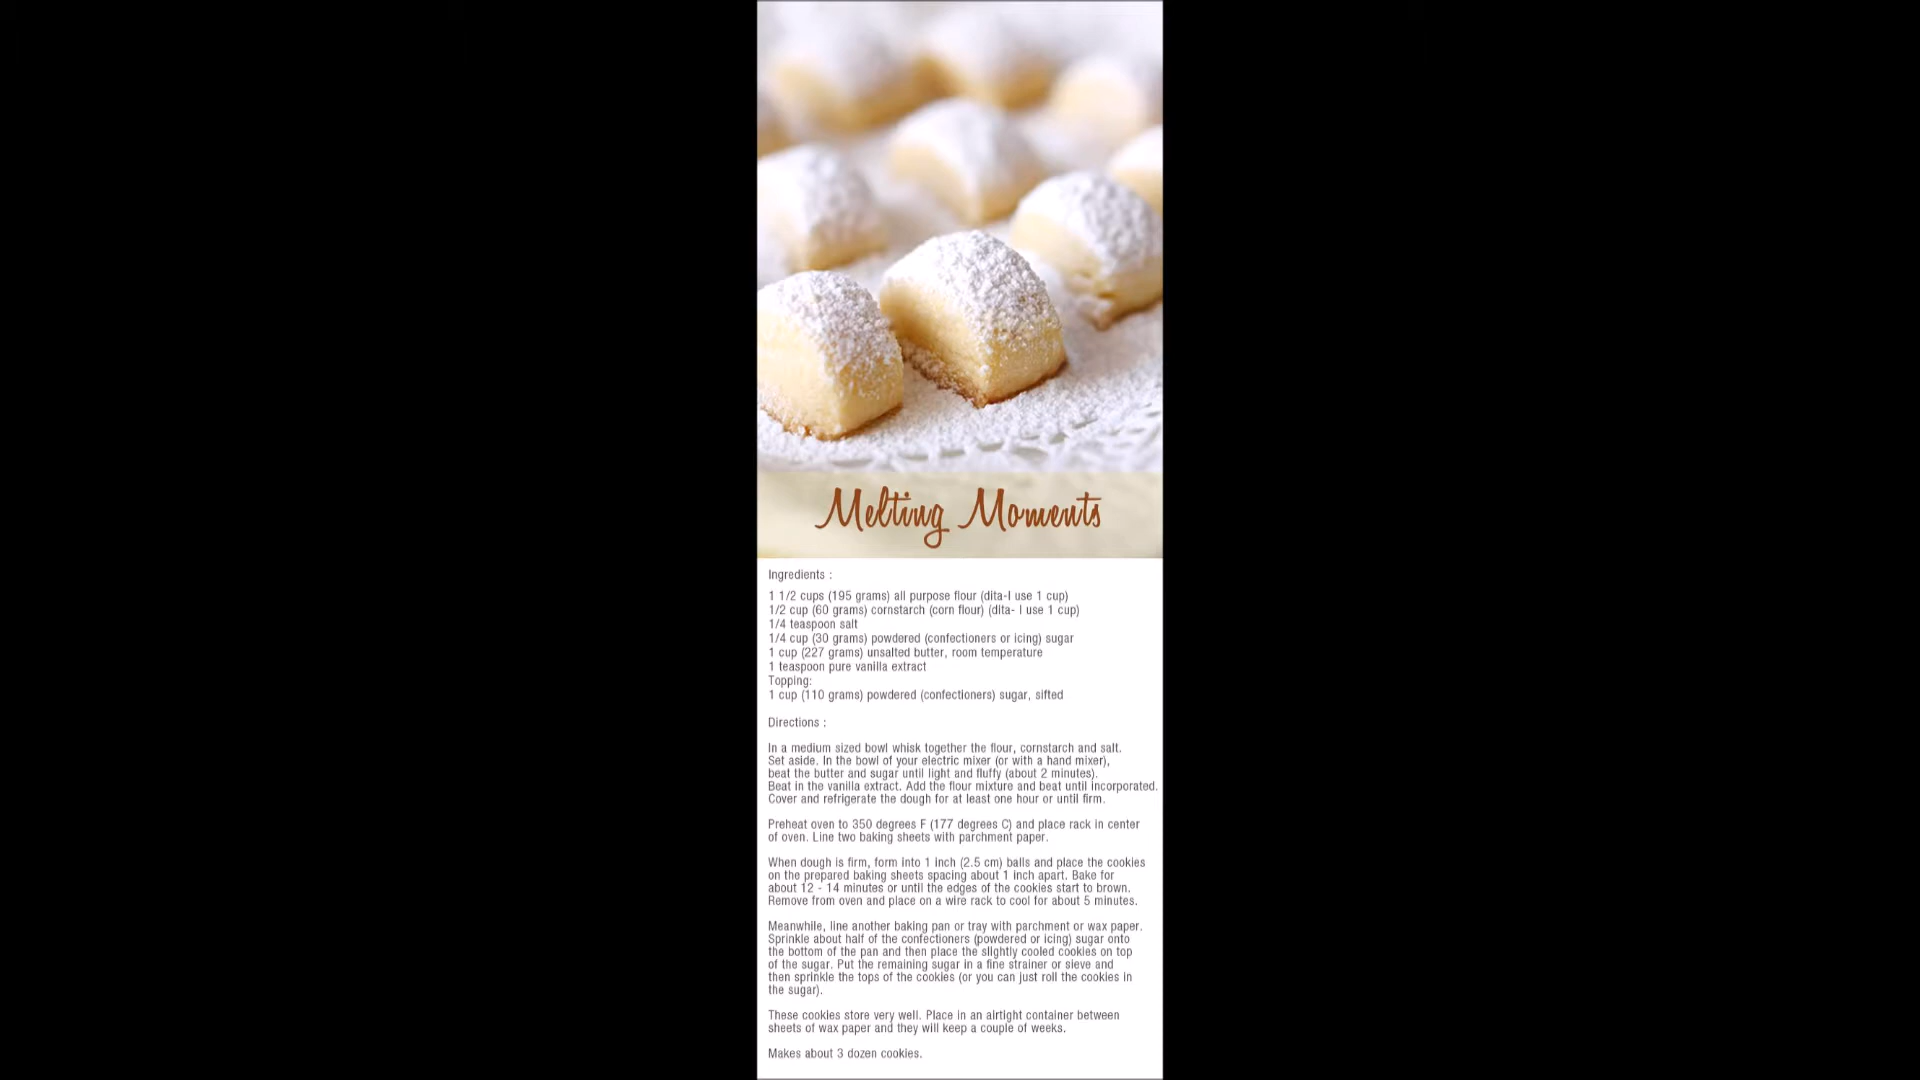 Melting Moments
Ingredients :
1 1/2 cups (195 grams) all purpose flour (dita-I use 1 cup)
1/2 cup (60 grams) cornstarch (corn flour) (dita- I use 1 cup)
1/4 teaspoon salt
1/4 cup (30 grams) powdered (confectioners or icing) sugar
1 cup (227 grams) unsalted butter, room temperature
1 teaspoon pure vanilla extract
Topping:
1 cup (110 grams) powdered (confectioners) sugar, sifted
Directions :
In a medium sized bowl whisk together the flour, cornstarch and salt.
Set aside. In the bowl of your electric mixer (or with a hand mixer),
beat the butter and sugar until light and fluffy (about 2 minutes).
Beat in the vanilla extract. Add the flour mixture and beat until incorporated.
Cover and refrigerate the dough for at least one hour or until firm.
Preheat oven to 350 degrees F (177 degrees C) and place rack in center
of oven. Line two baking sheets with parchment paper.
When dough is firm, form into 1 inch (2.5 cm) balls and place the cookies
on the prepared baking sheets spacing about 1 inch apart. Bake for
about 12 - 14 minutes or until the edges of the cookies start to brown.
Remove from oven and place on a wire rack to cool for about 5 minutes.
Meanwhile, line another baking pan or tray with parchment or wax paper.
Sprinkle about half of the confectioners (powdered or icing) sugar onto
the bottom of the pan and then place the slightly cooled cookies on top
of the sugar. Put the remaining sugar in a fine strainer or sieve and
then sprinkle the tops of the cookies (or you can just roll the cookies in
the sugar).
These cookies store very well. Place in an airtight container between
sheets of wax paper and they will keep a couple of weeks.
Makes about 3 dozen cookies.